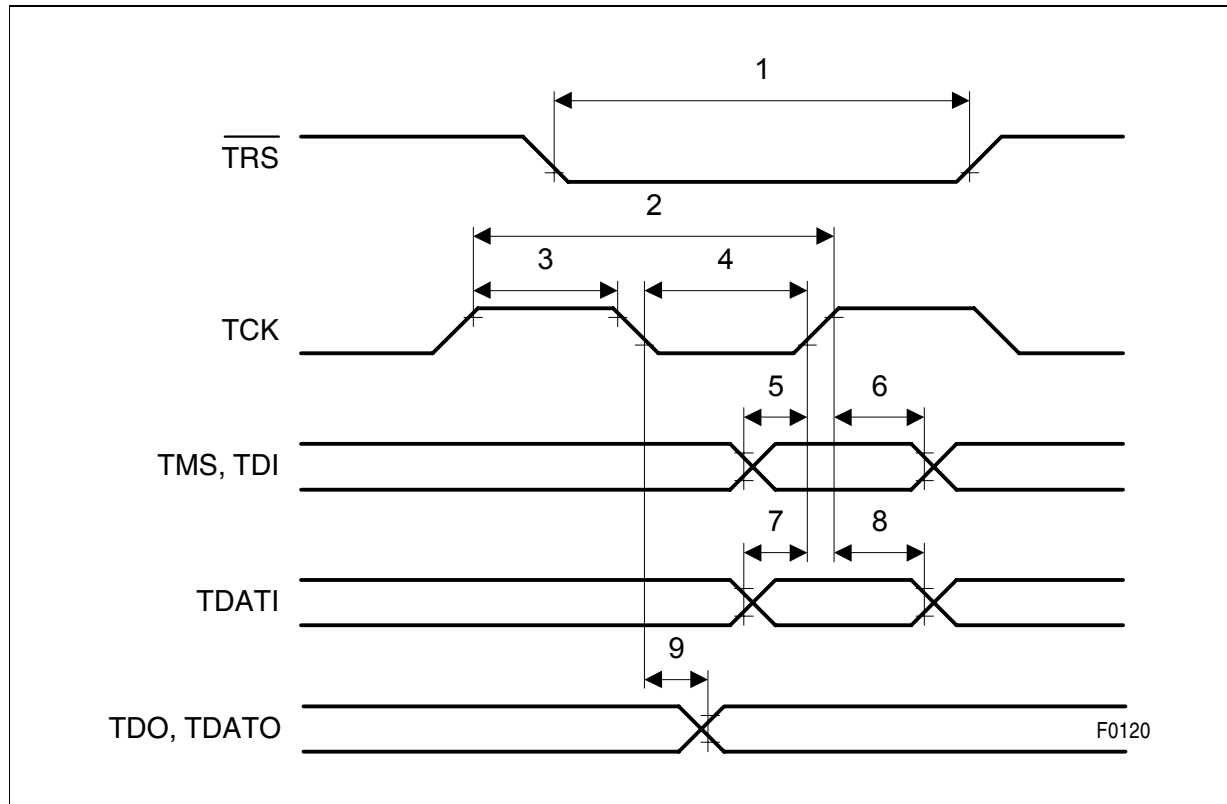 1
TRS
2
3 4
TCK
5 6
TMS, TDI
7 8
TDATI
9
TDO, TDATO
F0120